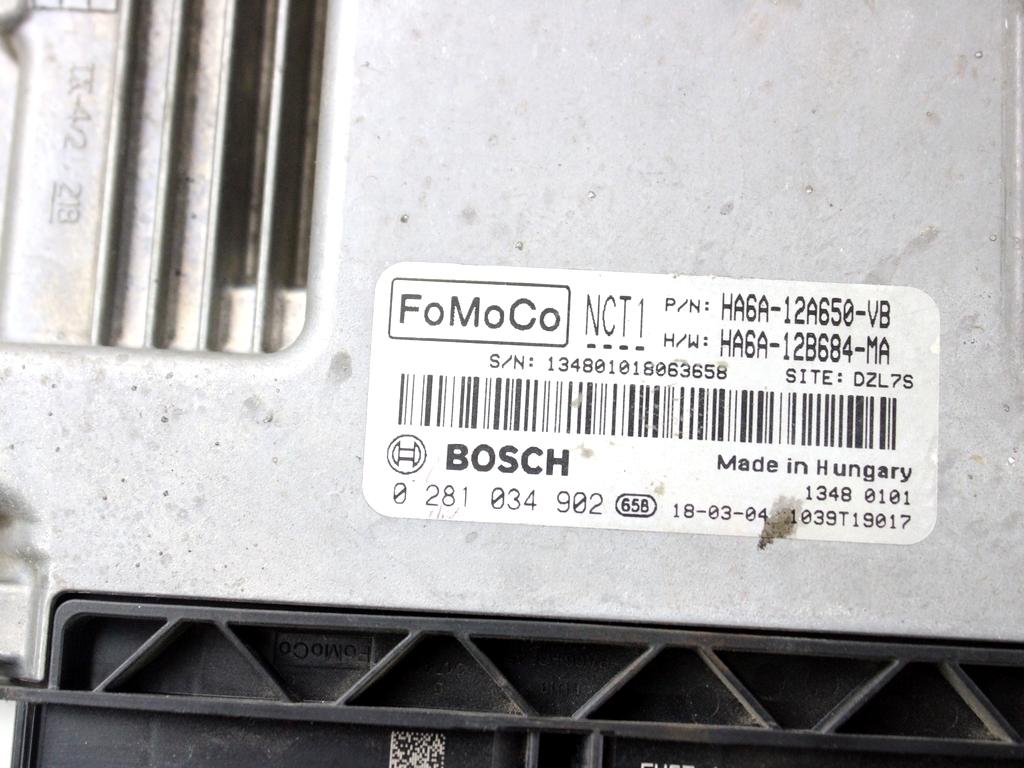 FoMoCo NCT1 P/N: HA6A-12A650-VB
H/W: HA6A-12B684-MA
S/N: 134801018063658 SITE: DZL7S
BOSCH Made in Hungary
1348 0101
0 281 034 902 65B 18-03-04 1039T19017
FoMoCo